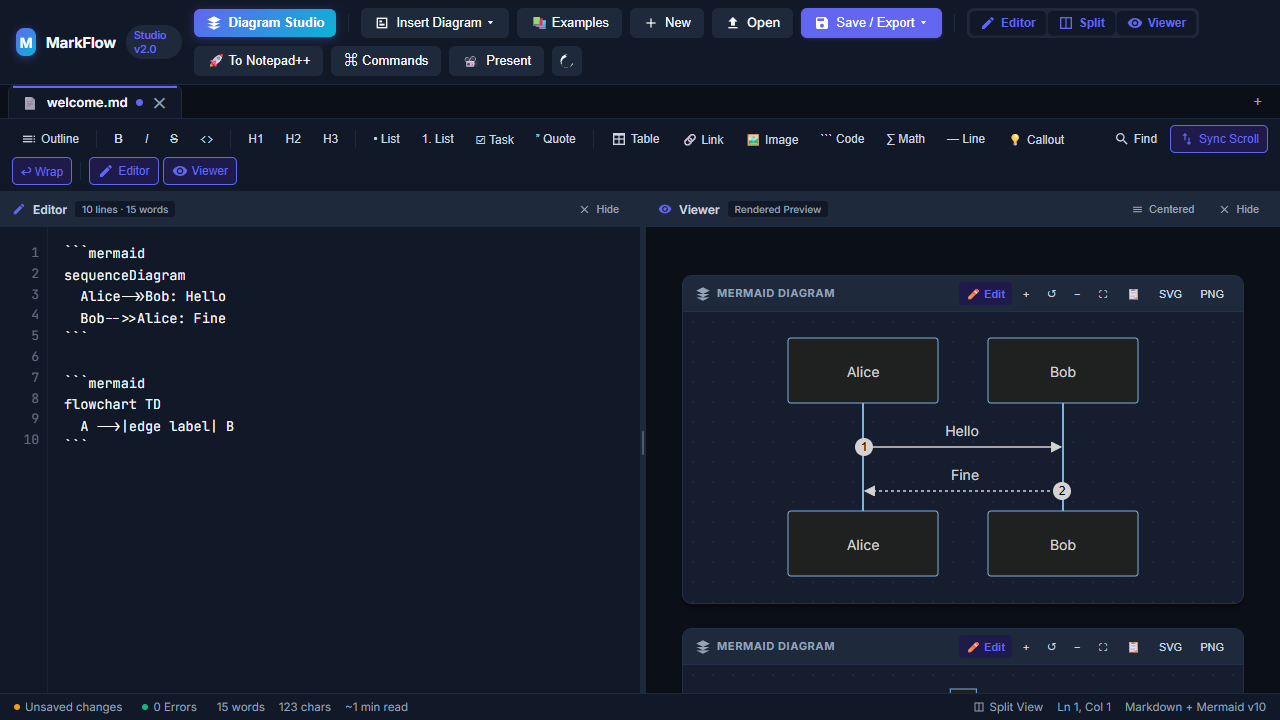 M MarkFlow Studio v2.0
Diagram Studio Insert Diagram Examples New Open Save / Export Editor Split Viewer
To Notepad++ Commands Present
welcome.md
+
Outline B I S <> H1 H2 H3 • List 1. List Task " Quote Table Link Image ``` Code ∑ Math — Line Callout Find Sync Scroll
Wrap Editor Viewer
Editor 10 lines · 15 words Hide
Viewer Rendered Preview Centered Hide
1 ```mermaid
2 sequenceDiagram
3 Alice->>Bob: Hello
4 Bob-->>Alice: Fine
5 ```
6
7 ```mermaid
8 flowchart TD
9 A -->|edge label| B
10 ```
MERMAID DIAGRAM Edit + ↺ − SVG PNG
Alice Bob
Hello
1
Fine
2
Alice Bob
MERMAID DIAGRAM Edit + ↺ − SVG PNG
Unsaved changes 0 Errors 15 words 123 chars ~1 min read Split View Ln 1, Col 1 Markdown + Mermaid v10